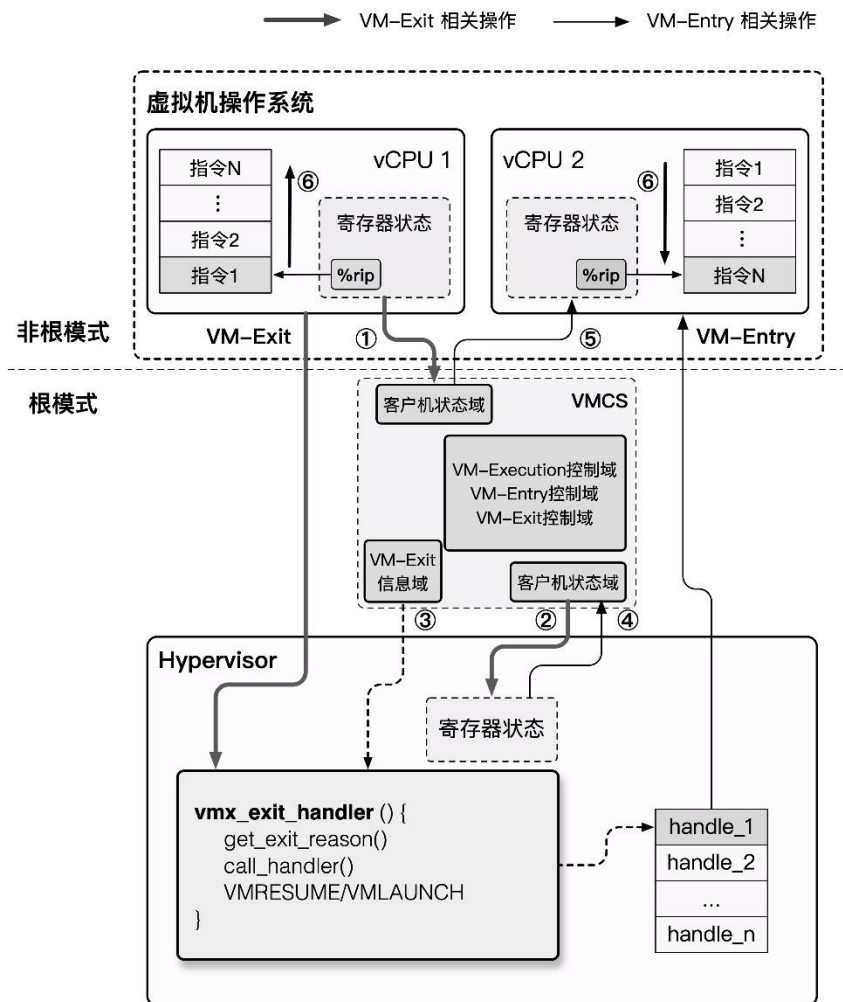 VM-Exit 相关操作
VM-Entry 相关操作
虚拟机操作系统
vCPU 1
指令N
⋮
指令2
指令1
⑥
寄存器状态
%rip
vCPU 2
寄存器状态
%rip
⑥
指令1
指令2
⋮
指令N
非根模式
VM-Exit
①
⑤
VM-Entry
根模式
客户机状态域
VMCS
VM-Execution控制域
VM-Entry控制域
VM-Exit控制域
VM-Exit
信息域
客户机状态域
③
②
④
Hypervisor
寄存器状态
vmx_exit_handler () {
get_exit_reason()
call_handler()
VMRESUME/VMLAUNCH
}
handle_1
handle_2
...
handle_n